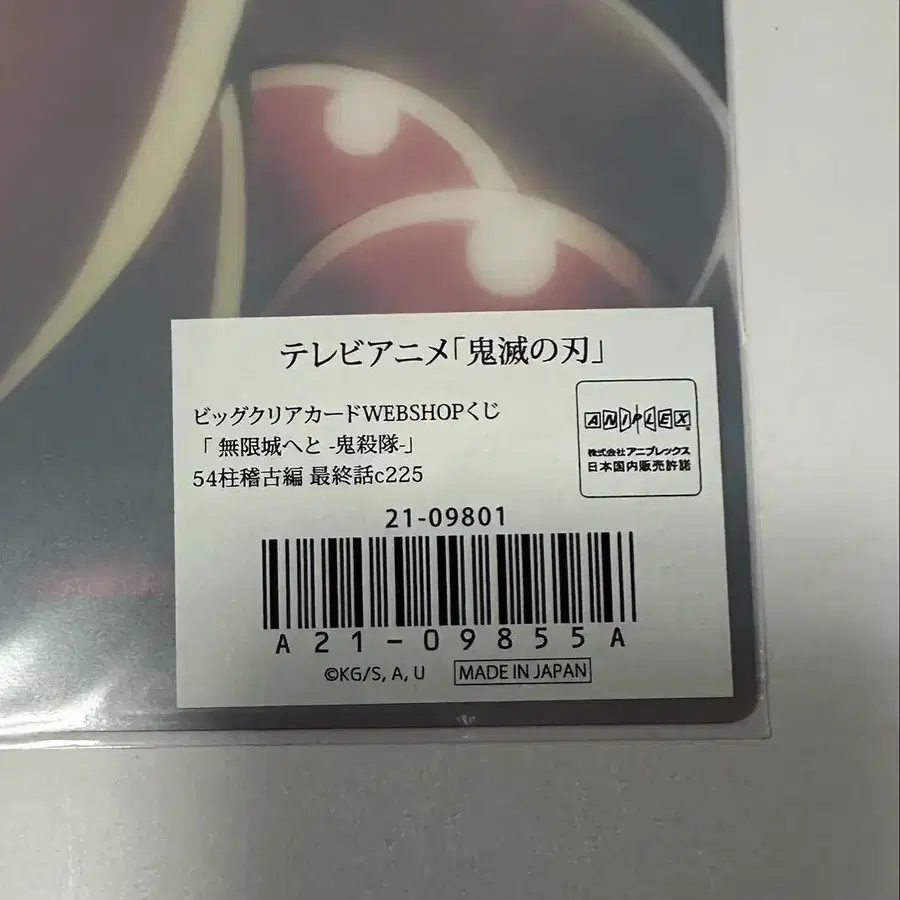 テレビアニメ「鬼滅の刃」
ビッグクリアカードWEBSHOPくじ
「 無限城へと -鬼殺隊-」
54柱稽古編 最終話c225
ANIPLEX
株式会社アニプレックス
日本国内販売許諾
21-09801
A21-09855A
©KG/S, A, U
MADE IN JAPAN